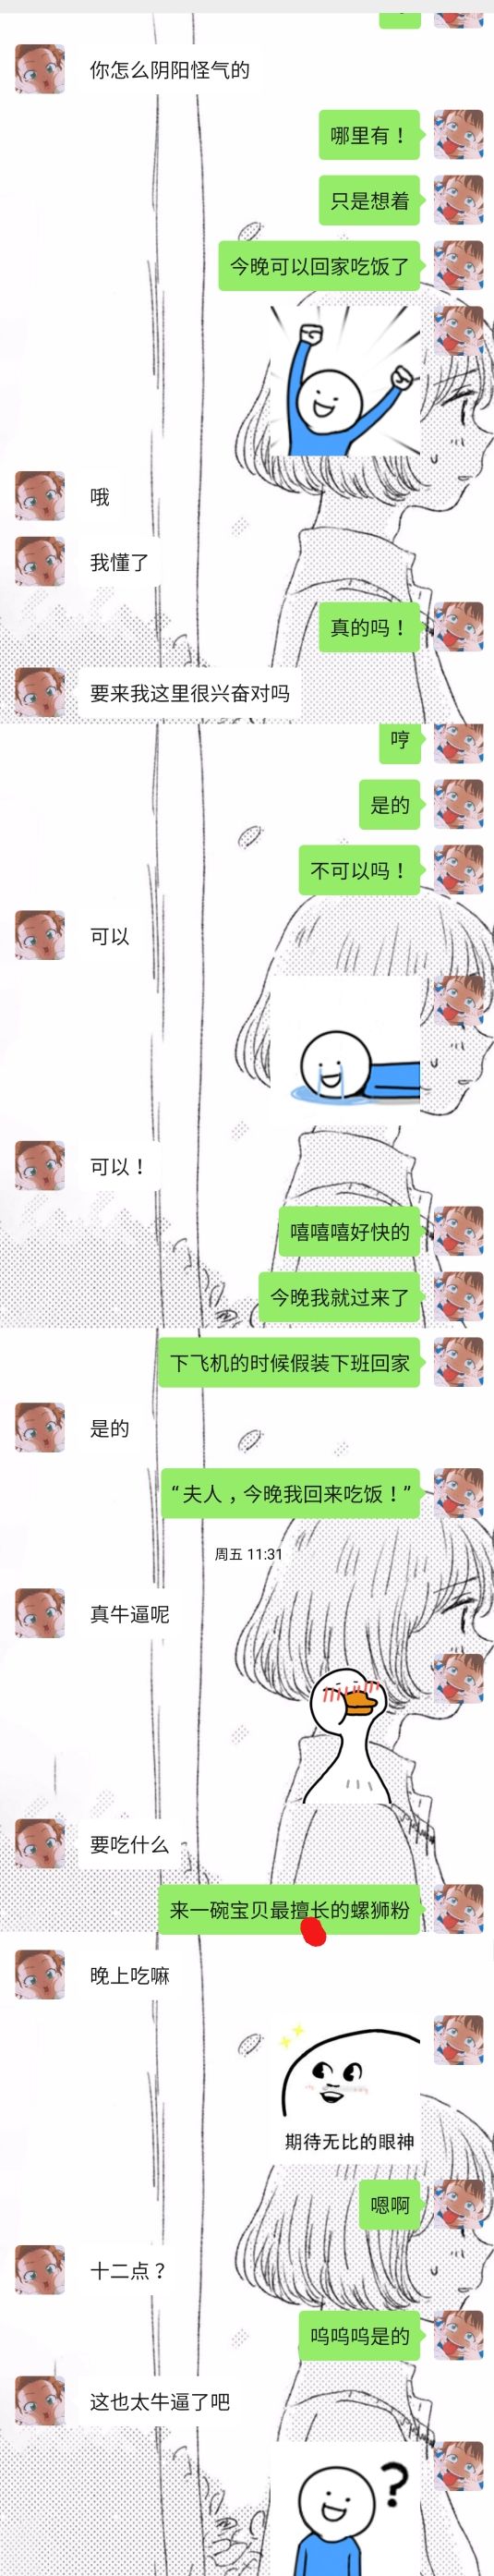 你怎么阴阳怪气的
哪里有！
只是想着
今晚可以回家吃饭了
哦
我懂了
真的吗！
要来我这里很兴奋对吗
哼
是的
不可以吗！
可以
可以！
嘻嘻嘻好快的
今晚我就过来了
下飞机的时候假装下班回家
是的
“夫人，今晚我回来吃饭！”
周五 11:31
真牛逼呢
要吃什么
来一碗宝贝最擅长的螺狮粉
晚上吃嘛
期待无比的眼神
嗯啊
十二点？
呜呜呜是的
这也太牛逼了吧
?